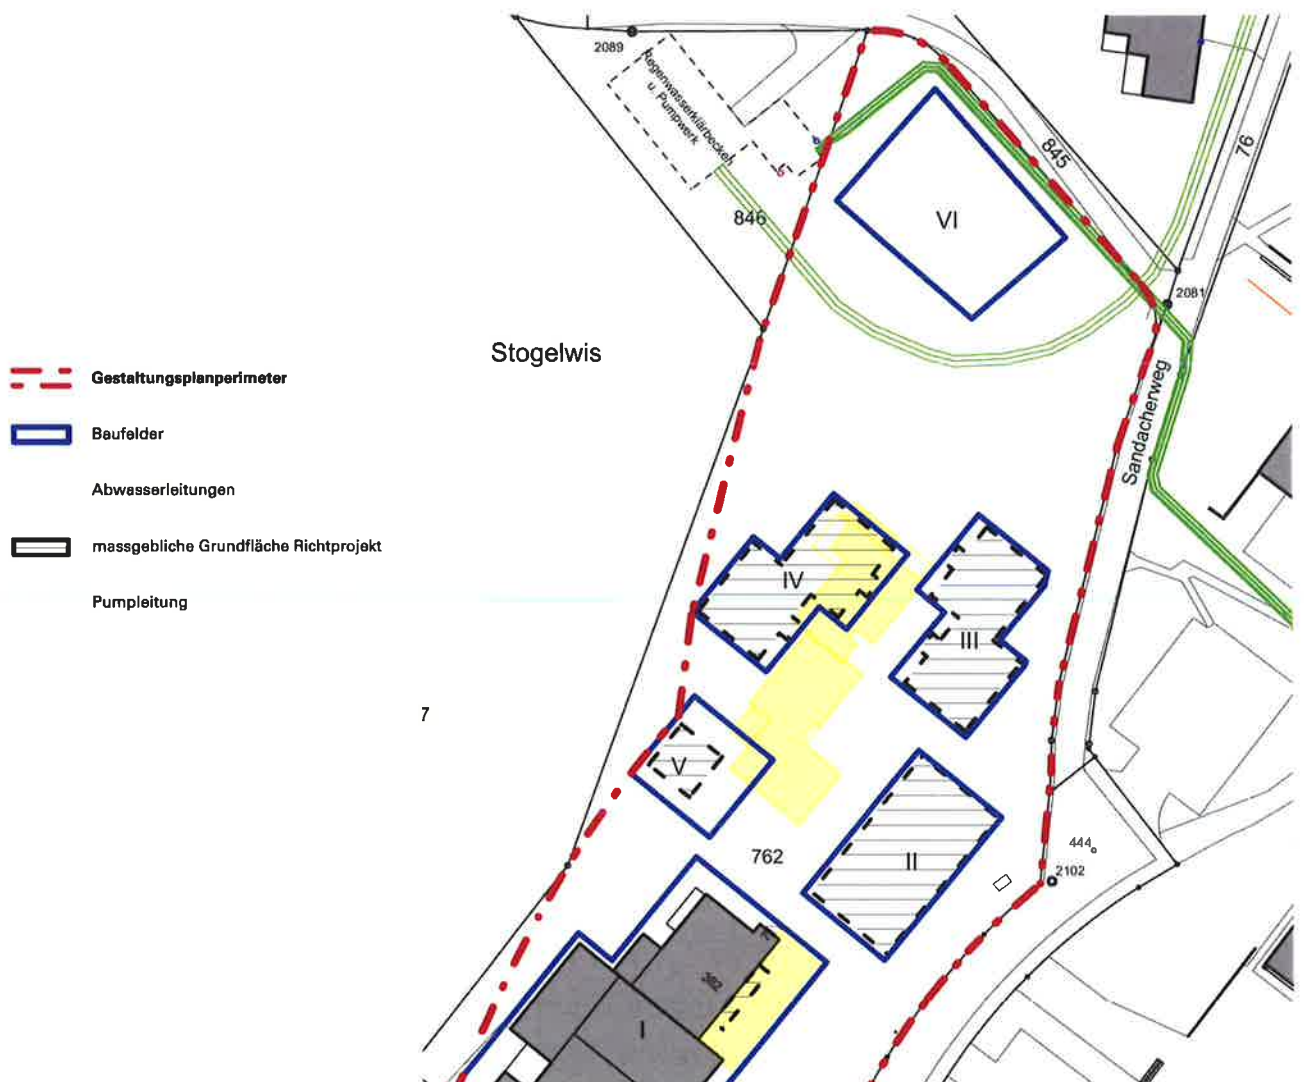 2089
Regenwasserklärbecken
u. Pumpwerk
845
76
846
VI
2081
Stogelwis
Gestaltungsplanperimeter
Sandacherweg
Baufelder
Abwasserleitungen
massgebliche Grundfläche Richtprojekt
IV
Pumpleitung
III
7
V
762
II
444
2102
382
I